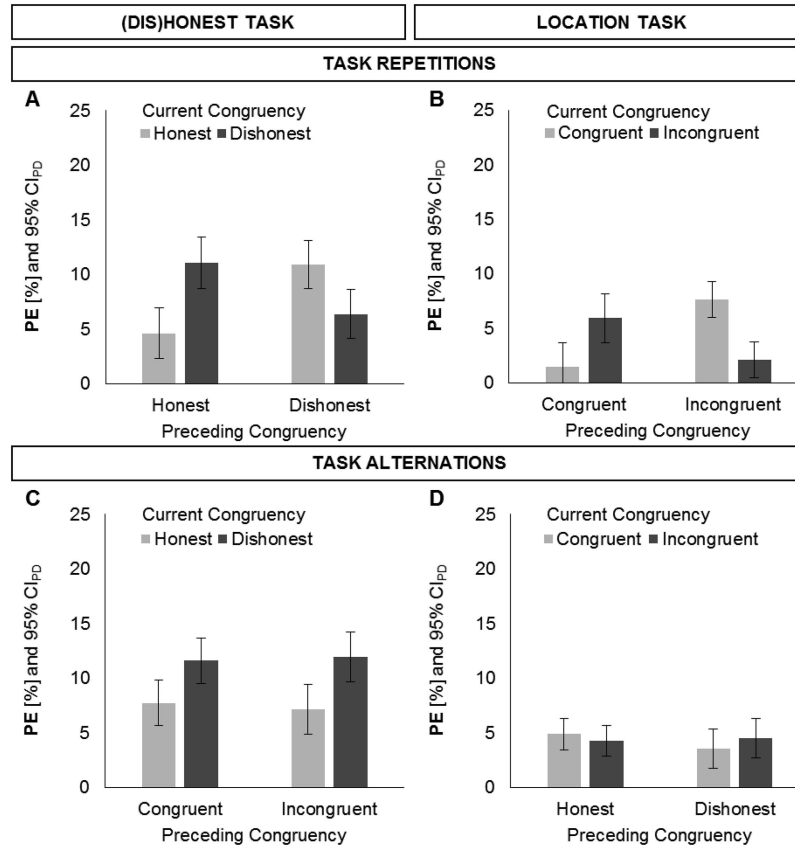 (DIS)HONEST TASK
LOCATION TASK
TASK REPETITIONS
A
Current Congruency
Honest Dishonest
PE [%] and 95% CIPD
25
20
15
10
5
0
Honest Dishonest
Preceding Congruency
B
Current Congruency
Congruent Incongruent
PE [%] and 95% CIPD
25
20
15
10
5
0
Congruent Incongruent
Preceding Congruency
TASK ALTERNATIONS
C
Current Congruency
Honest Dishonest
PE [%] and 95% CIPD
25
20
15
10
5
0
Congruent Incongruent
Preceding Congruency
D
Current Congruency
Congruent Incongruent
PE [%] and 95% CIPD
25
20
15
10
5
0
Honest Dishonest
Preceding Congruency